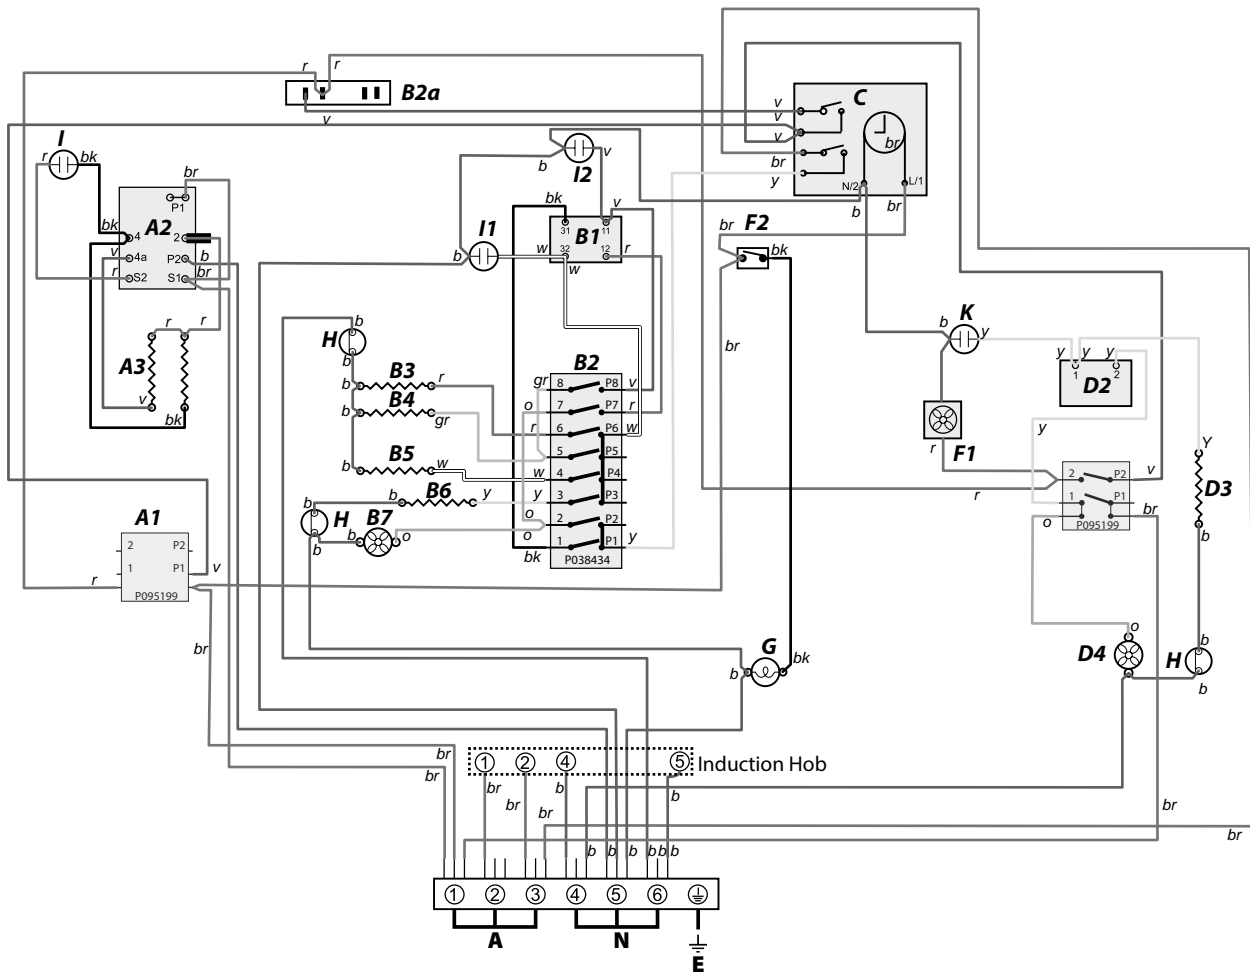 r r B2a
v
C
v
v
v
br
br
y
N/2 L/1
b br
I
r bk
br
P1
A2
bk 4 2
v 4a P2 b
r S2 S1 br
r r
A3
v
bk
b I2 v
bk v
31 11
B1
w 32 12 r
w
I1
b
br F2
bk
br
b K y
y y y
1 2
D2
y
F1
r
r
2 P2 v
1 P1
br
o P095199
Y
D3
b
b
H
b
B3
b r
B4
b gr
B5
b w
B6
b y
b
H
b
B7
b o
B2
gr 8 P8 v
o 7 P7 r
r 6 P6 w
5 P5
w 4 P4
y 3 P3
o 2 P2
o
1 P1 y
bk
P038434
A1
2 P2
1 P1 v
r
P095199
br
G
bk
b
o
D4
b
H
b
br
br
1 2 4 5 Induction Hob
br
br
b
b
br
br
b b b b b b
1 2 3 4 5 6
A N
E